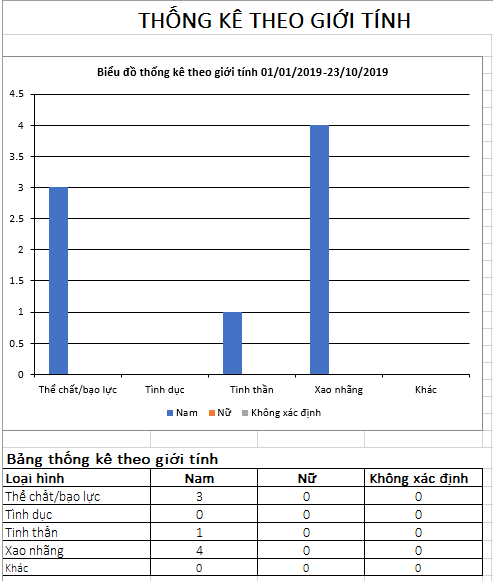 THỐNG KÊ THEO GIỚI TÍNH
Biểu đồ thống kê theo giới tính 01/01/2019-23/10/2019
4.5
4
3.5
3
2.5
2
1.5
1
0.5
0
Thể chất/bạo lực Tình dục Tinh thần Xao nhãng Khác
Nam Nữ Không xác định
Bảng thống kê theo giới tính
Loại hình Nam Nữ Không xác định
Thể chất/bạo lực 3 0 0
Tình dục 0 0 0
Tinh thần 1 0 0
Xao nhãng 4 0 0
Khác 0 0 0